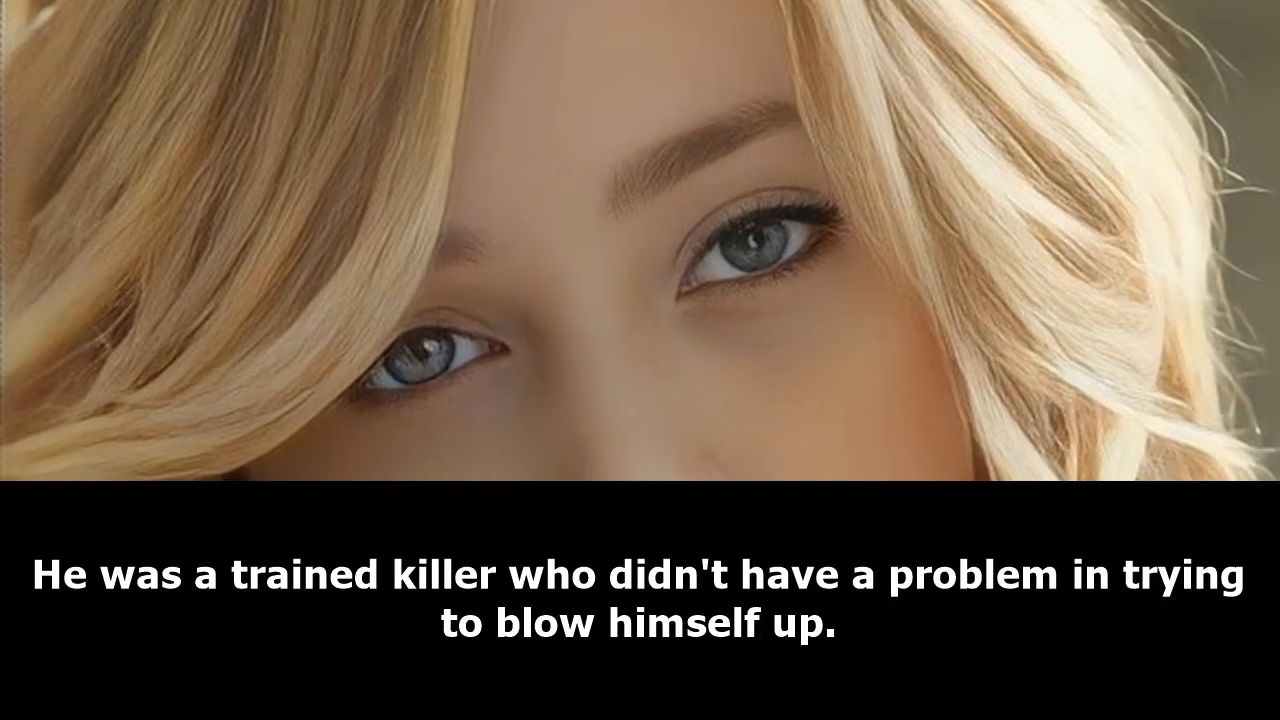 He was a trained killer who didn't have a problem in trying
to blow himself up.